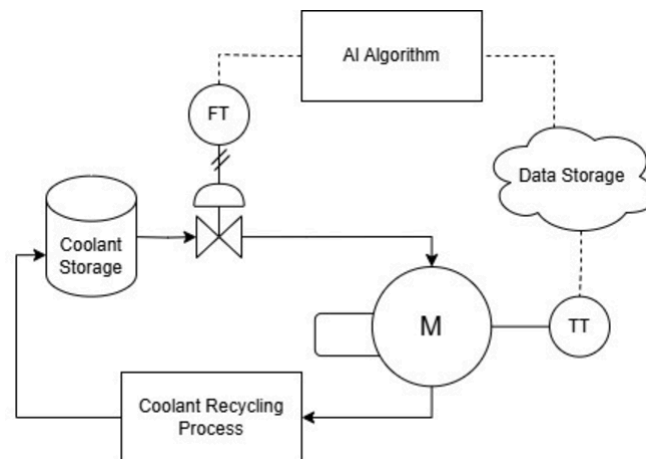 AI Algorithm
FT
Data Storage
Coolant
Storage
M
TT
Coolant Recycling
Process